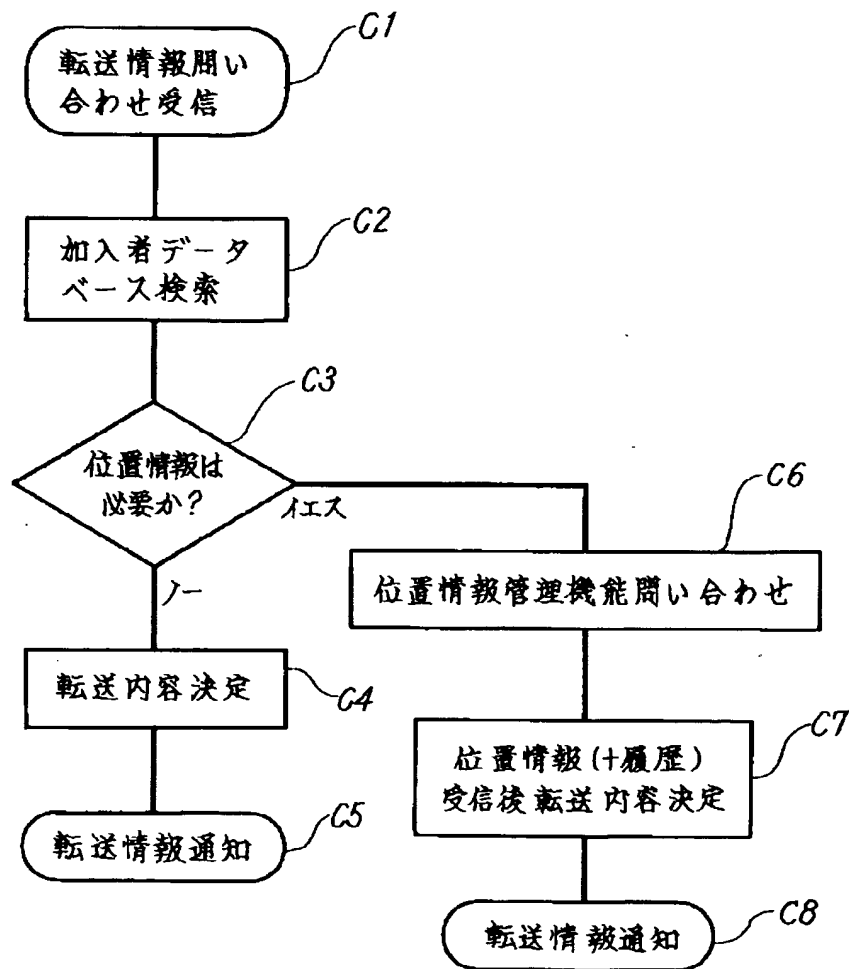 C1
転送情報問い
合わせ受信
C2
加入者データ
ベース検索
C3
位置情報は
必要か?
イエス
ノー
C6
位置情報管理機能問い合わせ
転送内容決定
C4
C7
位置情報(+履歴)
受信後転送内容決定
転送情報通知
C5
転送情報通知
C8